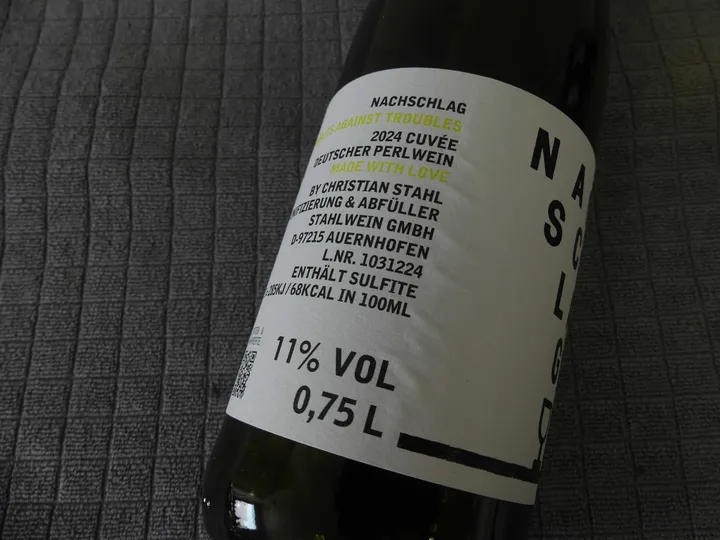 NACHSCHLAG
AGAINST TROUBLES
2024 CUVÉE
DEUTSCHER PERLWEIN
MADE WITH LOVE
BY CHRISTIAN STAHL
& ABFÜLLER
STAHLWEIN GMBH
D-97215 AUERNHOFEN
L.NR. 1031224
ENTHÄLT SULFITE
285KJ / 68KCAL IN 100ML
11% VOL
0,75 L
N A
S C
L
G